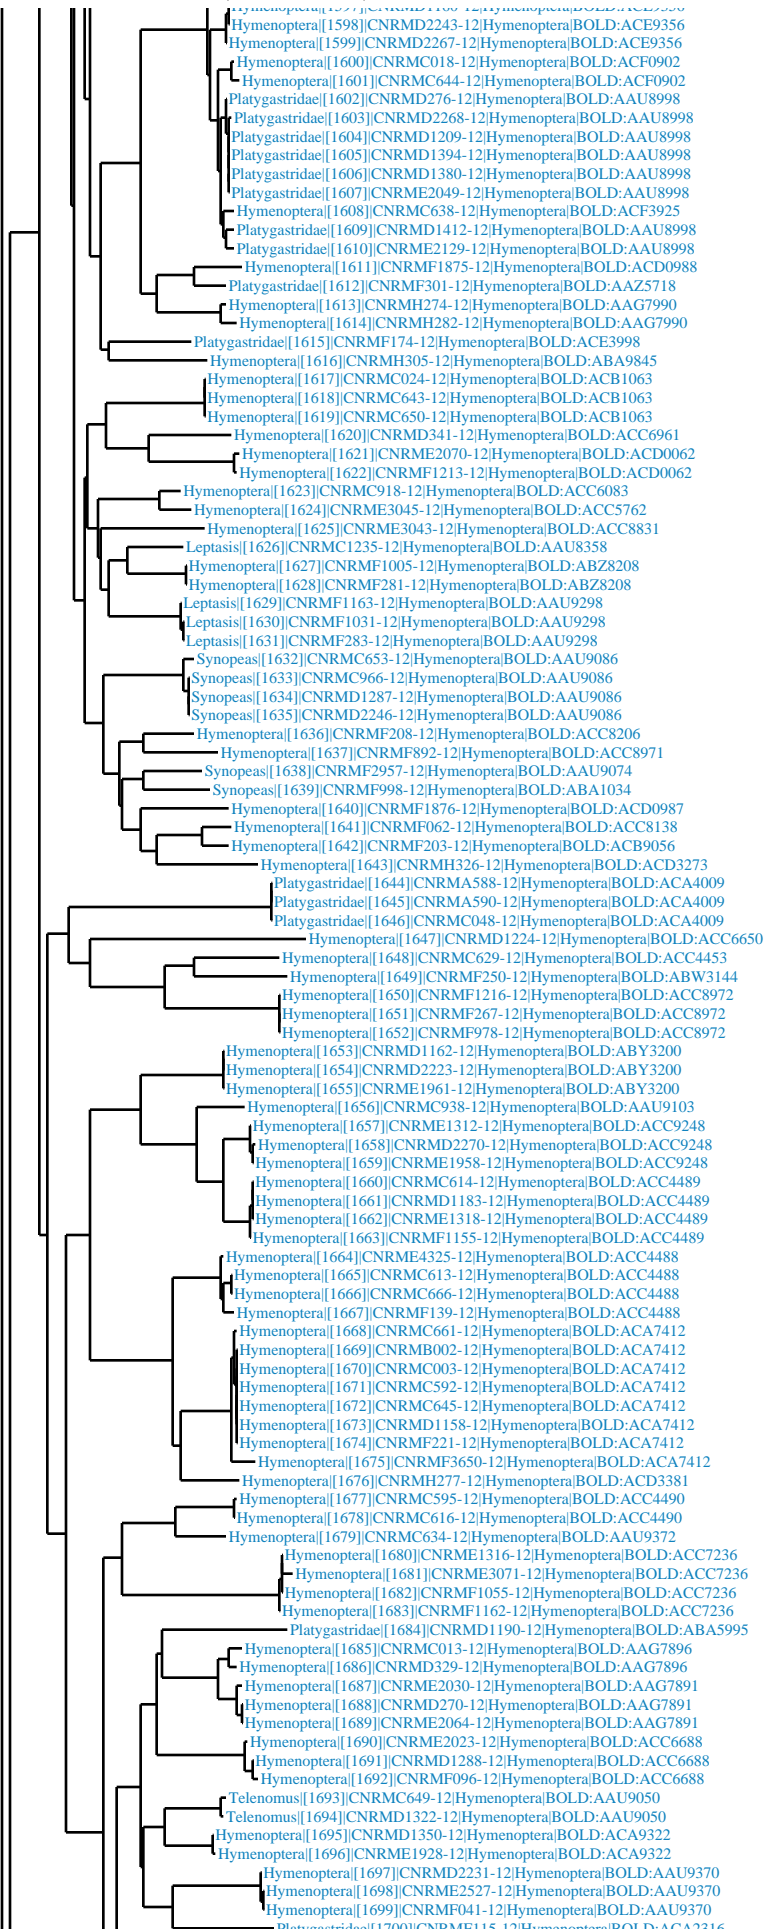 Hymenoptera|[1598]|CNRMD2243-12|Hymenoptera|BOLD:ACE9356
Hymenoptera|[1599]|CNRMD2267-12|Hymenoptera|BOLD:ACE9356
Hymenoptera|[1600]|CNRMC018-12|Hymenoptera|BOLD:ACF0902
Hymenoptera|[1601]|CNRMC644-12|Hymenoptera|BOLD:ACF0902
Platygastridae|[1602]|CNRMD276-12|Hymenoptera|BOLD:AAU8998
Platygastridae|[1603]|CNRMD2268-12|Hymenoptera|BOLD:AAU8998
Platygastridae|[1604]|CNRMD1209-12|Hymenoptera|BOLD:AAU8998
Platygastridae|[1605]|CNRMD1394-12|Hymenoptera|BOLD:AAU8998
Platygastridae|[1606]|CNRMD1380-12|Hymenoptera|BOLD:AAU8998
Platygastridae|[1607]|CNRME2049-12|Hymenoptera|BOLD:AAU8998
Hymenoptera|[1608]|CNRMC638-12|Hymenoptera|BOLD:ACF3925
Platygastridae|[1609]|CNRMD1412-12|Hymenoptera|BOLD:AAU8998
Platygastridae|[1610]|CNRME2129-12|Hymenoptera|BOLD:AAU8998
Hymenoptera|[1611]|CNRMF1875-12|Hymenoptera|BOLD:ACD0988
Platygastridae|[1612]|CNRMF301-12|Hymenoptera|BOLD:AAZ5718
Hymenoptera|[1613]|CNRMH274-12|Hymenoptera|BOLD:AAG7990
Hymenoptera|[1614]|CNRMH282-12|Hymenoptera|BOLD:AAG7990
Platygastridae|[1615]|CNRMF174-12|Hymenoptera|BOLD:ACE3998
Hymenoptera|[1616]|CNRMH305-12|Hymenoptera|BOLD:ABA9845
Hymenoptera|[1617]|CNRMC024-12|Hymenoptera|BOLD:ACB1063
Hymenoptera|[1618]|CNRMC643-12|Hymenoptera|BOLD:ACB1063
Hymenoptera|[1619]|CNRMC650-12|Hymenoptera|BOLD:ACB1063
Hymenoptera|[1620]|CNRMD341-12|Hymenoptera|BOLD:ACC6961
Hymenoptera|[1621]|CNRME2070-12|Hymenoptera|BOLD:ACD0062
Hymenoptera|[1622]|CNRMF1213-12|Hymenoptera|BOLD:ACD0062
Hymenoptera|[1623]|CNRMC918-12|Hymenoptera|BOLD:ACC6083
Hymenoptera|[1624]|CNRME3045-12|Hymenoptera|BOLD:ACC5762
Hymenoptera|[1625]|CNRME3043-12|Hymenoptera|BOLD:ACC8831
Leptasis|[1626]|CNRMC1235-12|Hymenoptera|BOLD:AAU8358
Hymenoptera|[1627]|CNRMF1005-12|Hymenoptera|BOLD:ABZ8208
Hymenoptera|[1628]|CNRMF281-12|Hymenoptera|BOLD:ABZ8208
Leptasis|[1629]|CNRMF1163-12|Hymenoptera|BOLD:AAU9298
Leptasis|[1630]|CNRMF1031-12|Hymenoptera|BOLD:AAU9298
Leptasis|[1631]|CNRMF283-12|Hymenoptera|BOLD:AAU9298
Synopeas|[1632]|CNRMC653-12|Hymenoptera|BOLD:AAU9086
Synopeas|[1633]|CNRMC966-12|Hymenoptera|BOLD:AAU9086
Synopeas|[1634]|CNRMD1287-12|Hymenoptera|BOLD:AAU9086
Synopeas|[1635]|CNRMD2246-12|Hymenoptera|BOLD:AAU9086
Hymenoptera|[1636]|CNRMF208-12|Hymenoptera|BOLD:ACC8206
Hymenoptera|[1637]|CNRMF892-12|Hymenoptera|BOLD:ACC8971
Synopeas|[1638]|CNRMF2957-12|Hymenoptera|BOLD:AAU9074
Synopeas|[1639]|CNRMF998-12|Hymenoptera|BOLD:ABA1034
Hymenoptera|[1640]|CNRMF1876-12|Hymenoptera|BOLD:ACD0987
Hymenoptera|[1641]|CNRMF062-12|Hymenoptera|BOLD:ACC8138
Hymenoptera|[1642]|CNRMF203-12|Hymenoptera|BOLD:ACB9056
Hymenoptera|[1643]|CNRMH326-12|Hymenoptera|BOLD:ACD3273
Platygastridae|[1644]|CNRMA588-12|Hymenoptera|BOLD:ACA4009
Platygastridae|[1645]|CNRMA590-12|Hymenoptera|BOLD:ACA4009
Platygastridae|[1646]|CNRMC048-12|Hymenoptera|BOLD:ACA4009
Hymenoptera|[1647]|CNRMD1224-12|Hymenoptera|BOLD:ACC6650
Hymenoptera|[1648]|CNRMC629-12|Hymenoptera|BOLD:ACC4453
Hymenoptera|[1649]|CNRMF250-12|Hymenoptera|BOLD:ABW3144
Hymenoptera|[1650]|CNRMF1216-12|Hymenoptera|BOLD:ACC8972
Hymenoptera|[1651]|CNRMF267-12|Hymenoptera|BOLD:ACC8972
Hymenoptera|[1652]|CNRMF978-12|Hymenoptera|BOLD:ACC8972
Hymenoptera|[1653]|CNRMD1162-12|Hymenoptera|BOLD:ABY3200
Hymenoptera|[1654]|CNRMD2223-12|Hymenoptera|BOLD:ABY3200
Hymenoptera|[1655]|CNRME1961-12|Hymenoptera|BOLD:ABY3200
Hymenoptera|[1656]|CNRMC938-12|Hymenoptera|BOLD:AAU9103
Hymenoptera|[1657]|CNRME1312-12|Hymenoptera|BOLD:ACC9248
Hymenoptera|[1658]|CNRMD2270-12|Hymenoptera|BOLD:ACC9248
Hymenoptera|[1659]|CNRME1958-12|Hymenoptera|BOLD:ACC9248
Hymenoptera|[1660]|CNRMC614-12|Hymenoptera|BOLD:ACC4489
Hymenoptera|[1661]|CNRMD1183-12|Hymenoptera|BOLD:ACC4489
Hymenoptera|[1662]|CNRME1318-12|Hymenoptera|BOLD:ACC4489
Hymenoptera|[1663]|CNRMF1155-12|Hymenoptera|BOLD:ACC4489
Hymenoptera|[1664]|CNRME4325-12|Hymenoptera|BOLD:ACC4488
Hymenoptera|[1665]|CNRMC613-12|Hymenoptera|BOLD:ACC4488
Hymenoptera|[1666]|CNRMC666-12|Hymenoptera|BOLD:ACC4488
Hymenoptera|[1667]|CNRMF139-12|Hymenoptera|BOLD:ACC4488
Hymenoptera|[1668]|CNRMC661-12|Hymenoptera|BOLD:ACA7412
Hymenoptera|[1669]|CNRMB002-12|Hymenoptera|BOLD:ACA7412
Hymenoptera|[1670]|CNRMC003-12|Hymenoptera|BOLD:ACA7412
Hymenoptera|[1671]|CNRMC592-12|Hymenoptera|BOLD:ACA7412
Hymenoptera|[1672]|CNRMC645-12|Hymenoptera|BOLD:ACA7412
Hymenoptera|[1673]|CNRMD1158-12|Hymenoptera|BOLD:ACA7412
Hymenoptera|[1674]|CNRMF221-12|Hymenoptera|BOLD:ACA7412
Hymenoptera|[1675]|CNRMF3650-12|Hymenoptera|BOLD:ACA7412
Hymenoptera|[1676]|CNRMH277-12|Hymenoptera|BOLD:ACD3381
Hymenoptera|[1677]|CNRMC595-12|Hymenoptera|BOLD:ACC4490
Hymenoptera|[1678]|CNRMC616-12|Hymenoptera|BOLD:ACC4490
Hymenoptera|[1679]|CNRMC634-12|Hymenoptera|BOLD:AAU9372
Hymenoptera|[1680]|CNRME1316-12|Hymenoptera|BOLD:ACC7236
Hymenoptera|[1681]|CNRME3071-12|Hymenoptera|BOLD:ACC7236
Hymenoptera|[1682]|CNRMF1055-12|Hymenoptera|BOLD:ACC7236
Hymenoptera|[1683]|CNRMF1162-12|Hymenoptera|BOLD:ACC7236
Platygastridae|[1684]|CNRMD1190-12|Hymenoptera|BOLD:ABA5995
Hymenoptera|[1685]|CNRMC013-12|Hymenoptera|BOLD:AAG7896
Hymenoptera|[1686]|CNRMD329-12|Hymenoptera|BOLD:AAG7896
Hymenoptera|[1687]|CNRME2030-12|Hymenoptera|BOLD:AAG7891
Hymenoptera|[1688]|CNRMD270-12|Hymenoptera|BOLD:AAG7891
Hymenoptera|[1689]|CNRME2064-12|Hymenoptera|BOLD:AAG7891
Hymenoptera|[1690]|CNRME2023-12|Hymenoptera|BOLD:ACC6688
Hymenoptera|[1691]|CNRMD1288-12|Hymenoptera|BOLD:ACC6688
Hymenoptera|[1692]|CNRMF096-12|Hymenoptera|BOLD:ACC6688
Telenomus|[1693]|CNRMC649-12|Hymenoptera|BOLD:AAU9050
Telenomus|[1694]|CNRMD1322-12|Hymenoptera|BOLD:AAU9050
Hymenoptera|[1695]|CNRMD1350-12|Hymenoptera|BOLD:ACA9322
Hymenoptera|[1696]|CNRME1928-12|Hymenoptera|BOLD:ACA9322
Hymenoptera|[1697]|CNRMD2231-12|Hymenoptera|BOLD:AAU9370
Hymenoptera|[1698]|CNRME2527-12|Hymenoptera|BOLD:AAU9370
Hymenoptera|[1699]|CNRMF041-12|Hymenoptera|BOLD:AAU9370